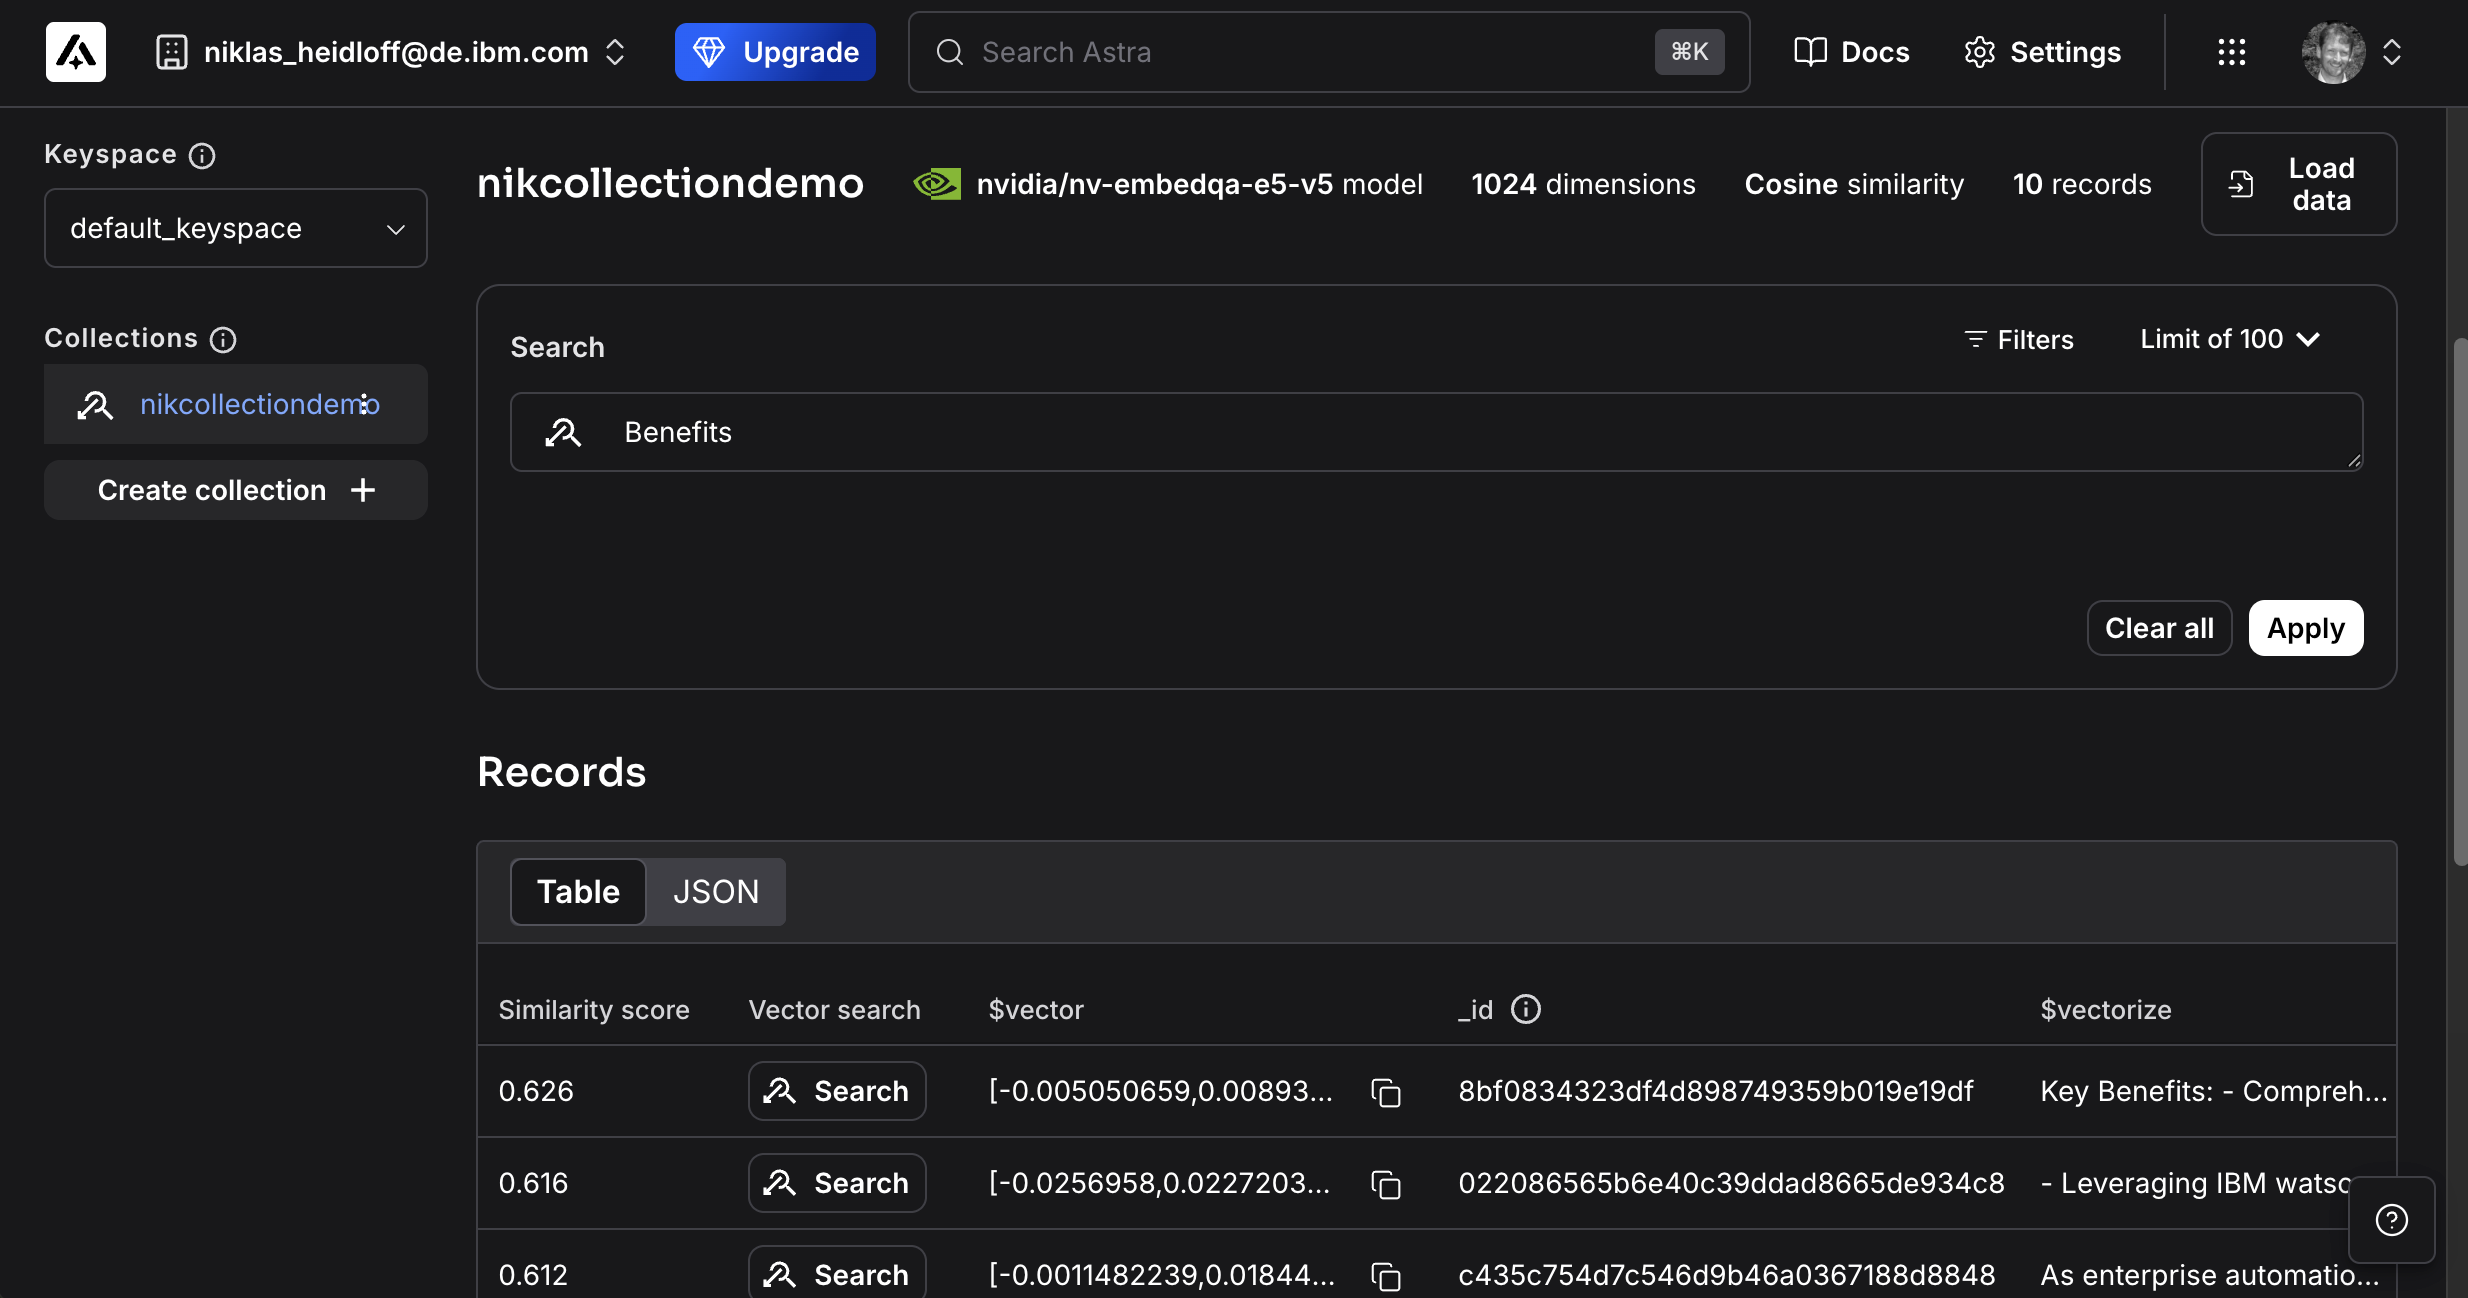 niklas_heidloff@de.ibm.com
Upgrade
Search Astra
⌘K
Docs
Settings
Keyspace
default_keyspace
Collections
nikcollectiondemo
Create collection
nikcollectiondemo
nvidia/nv-embedqa-e5-v5 model
1024 dimensions
Cosine similarity
10 records
Load
data
Search
Filters
Limit of 100
Benefits
Clear all
Apply
Records
Table
JSON
Similarity score Vector search $vector _id $vectorize
0.626 Search [-0.005050659,0.00893... 8bf0834323df4d898749359b019e19df Key Benefits: - Compreh...
0.616 Search [-0.0256958,0.0227203... 022086565b6e40c39ddad8665de934c8 - Leveraging IBM
0.612 Search [-0.0011482239,0.01844... c435c754d7c546d9b46a0367188d8848 As enterprise automatio...